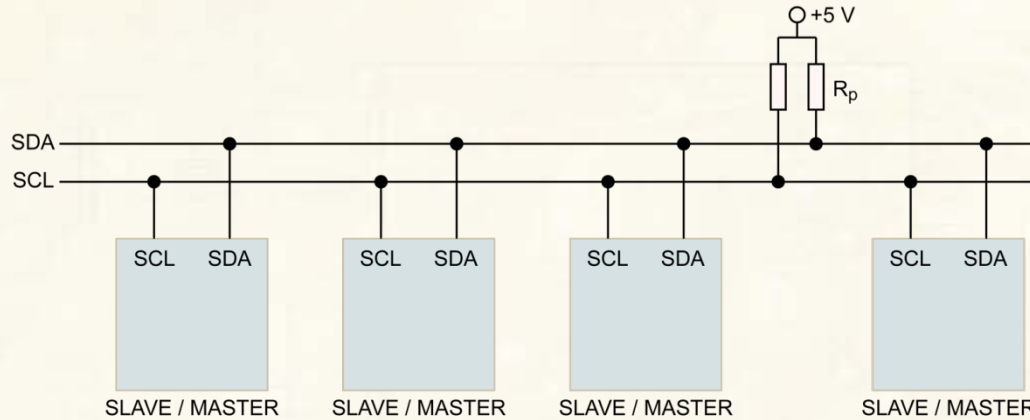 +5 V
Rp
SDA
SCL
SCL SDA
SCL SDA
SCL SDA
SCL SDA
SLAVE / MASTER
SLAVE / MASTER
SLAVE / MASTER
SLAVE / MASTER